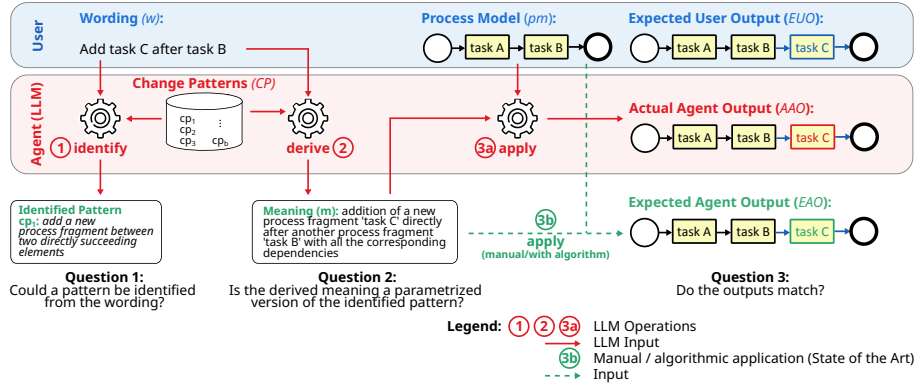 User
Wording (w):
Add task C after task B
Process Model (pm):
task A
task B
Expected User Output (EUO):
task A
task B
task C
Agent (LLM)
Change Patterns (CP)
cp1
cp2
cp3
⋮
cpb
1 identify
derive 2
3a apply
Actual Agent Output (AAO):
task A
task B
task C
Identified Pattern
cp1: add a new
process fragment between
two directly succeeding
elements
Meaning (m): addition of a new
process fragment 'task C' directly
after another process fragment
'task B' with all the corresponding
dependencies
3b
apply
(manual/with algorithm)
Expected Agent Output (EAO):
task A
task B
task C
Question 1:
Could a pattern be identified
from the wording?
Question 2:
Is the derived meaning a parametrized
version of the identified pattern?
Question 3:
Do the outputs match?
Legend: 1 2 3a LLM Operations
LLM Input
3b Manual / algorithmic application (State of the Art)
Input